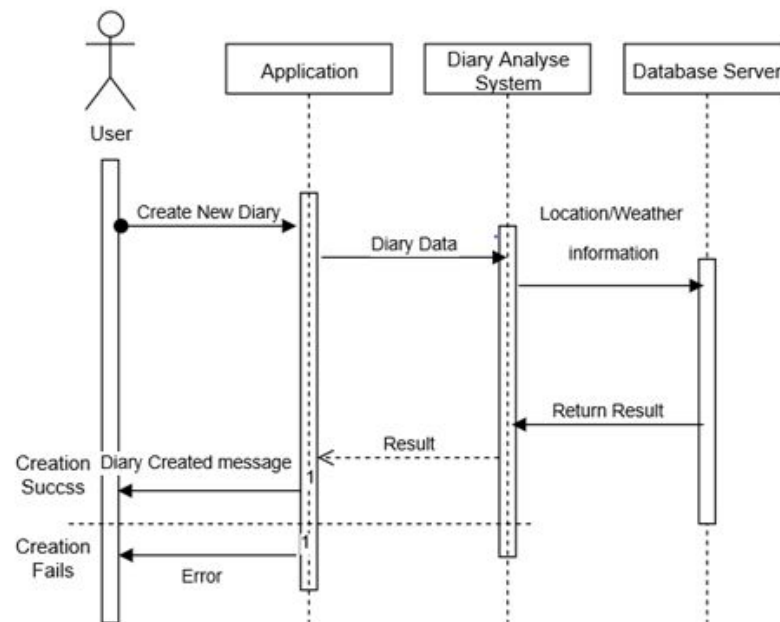 User
Application
Diary Analyse
System
Database Server
Create New Diary
Diary Data
Location/Weather
information
Return Result
Result
Creation
Succss
Diary Created message
1
1
Creation
Fails
Error